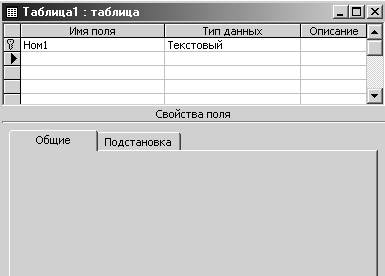 Таблица1 : таблица
Имя поля Тип данных Описание
Ном1 Текстовый
Свойства поля
Общие Подстановка